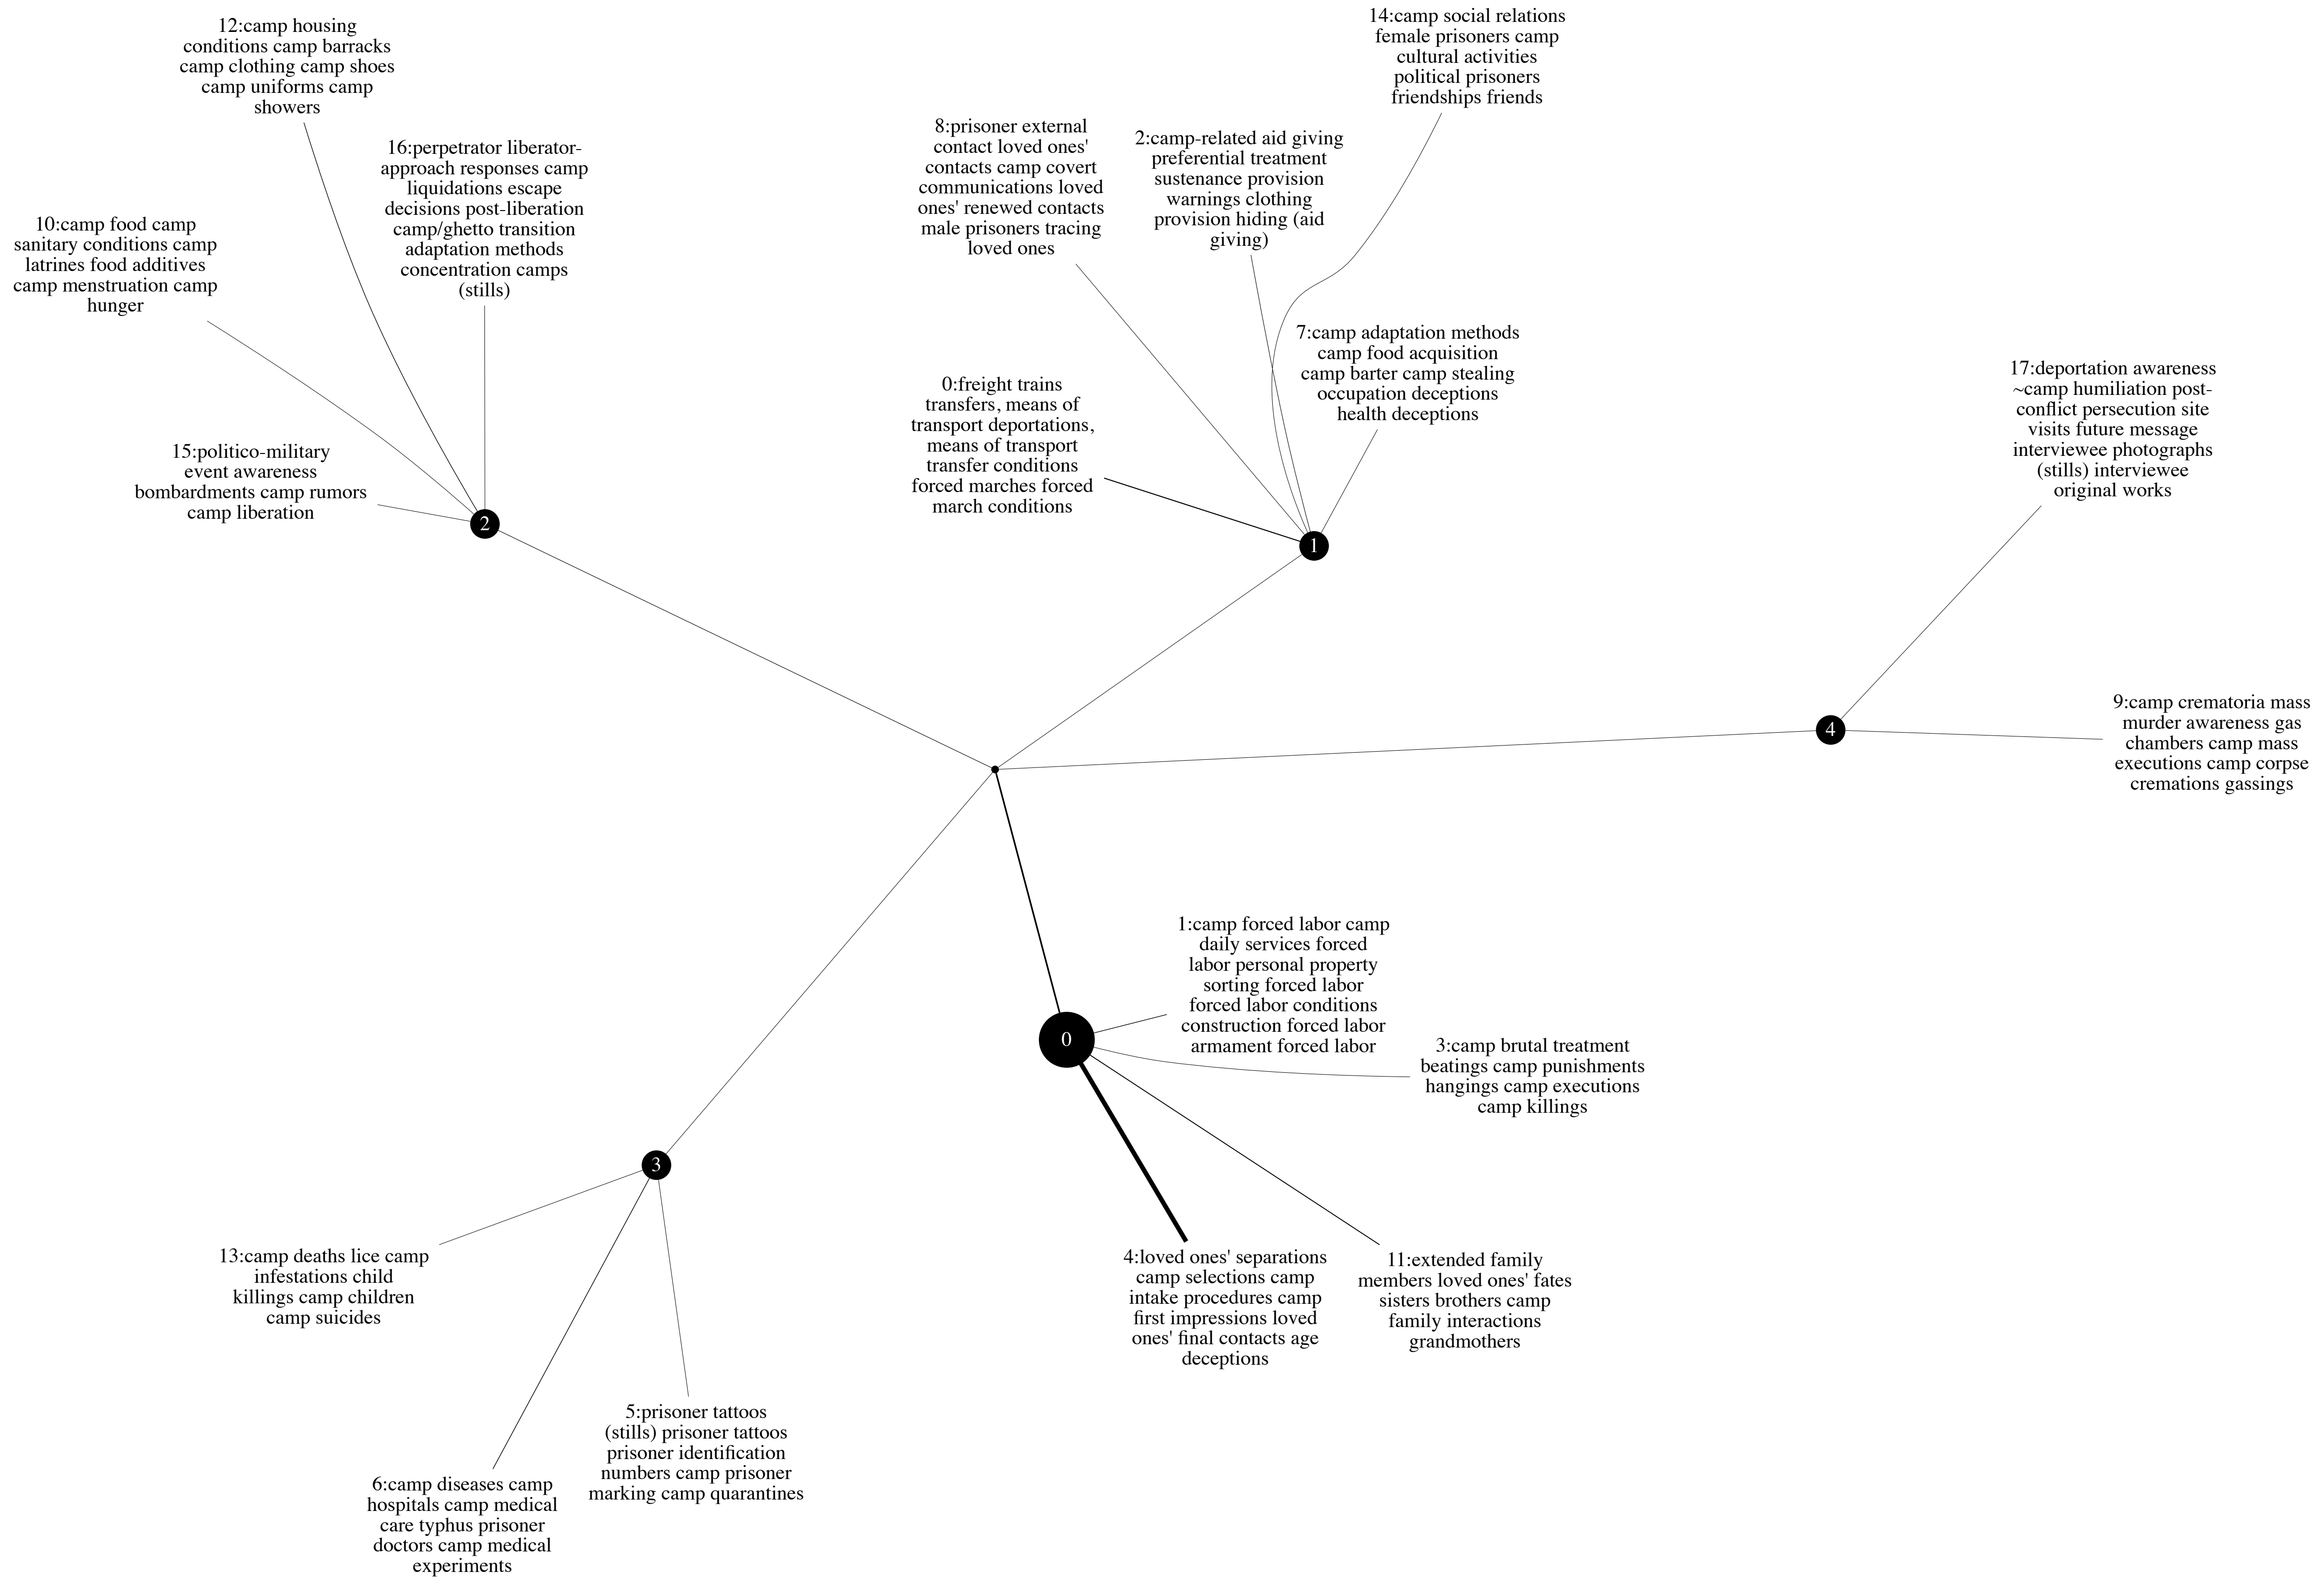 12:camp housing
conditions camp barracks
camp clothing camp shoes
camp uniforms camp
showers
16:perpetrator liberator-
approach responses camp
liquidations escape
decisions post-liberation
camp/ghetto transition
adaptation methods
concentration camps
(stills)
10:camp food camp
sanitary conditions camp
latrines food additives
camp menstruation camp
hunger
15:politico-military
event awareness
bombardments camp rumors
camp liberation
2
14:camp social relations
female prisoners camp
cultural activities
political prisoners
friendships friends
8:prisoner external
contact loved ones'
contacts camp covert
communications loved
ones' renewed contacts
male prisoners tracing
loved ones
2:camp-related aid giving
preferential treatment
sustenance provision
warnings clothing
provision hiding (aid
giving)
7:camp adaptation methods
camp food acquisition
camp barter camp stealing
occupation deceptions
health deceptions
0:freight trains
transfers, means of
transport deportations,
means of transport
transfer conditions
forced marches forced
march conditions
1
17:deportation awareness
~camp humiliation post-
conflict persecution site
visits future message
interviewee photographs
(stills) interviewee
original works
4
9:camp crematoria mass
murder awareness gas
chambers camp mass
executions camp corpse
cremations gassings
1:camp forced labor camp
daily services forced
labor personal property
sorting forced labor
forced labor conditions
construction forced labor
armament forced labor
0
3:camp brutal treatment
beatings camp punishments
hangings camp executions
camp killings
4:loved ones' separations
camp selections camp
intake procedures camp
first impressions loved
ones' final contacts age
deceptions
11:extended family
members loved ones' fates
sisters brothers camp
family interactions
grandmothers
3
13:camp deaths lice camp
infestations child
killings camp children
camp suicides
5:prisoner tattoos
(stills) prisoner tattoos
prisoner identification
numbers camp prisoner
marking camp quarantines
6:camp diseases camp
hospitals camp medical
care typhus prisoner
doctors camp medical
experiments